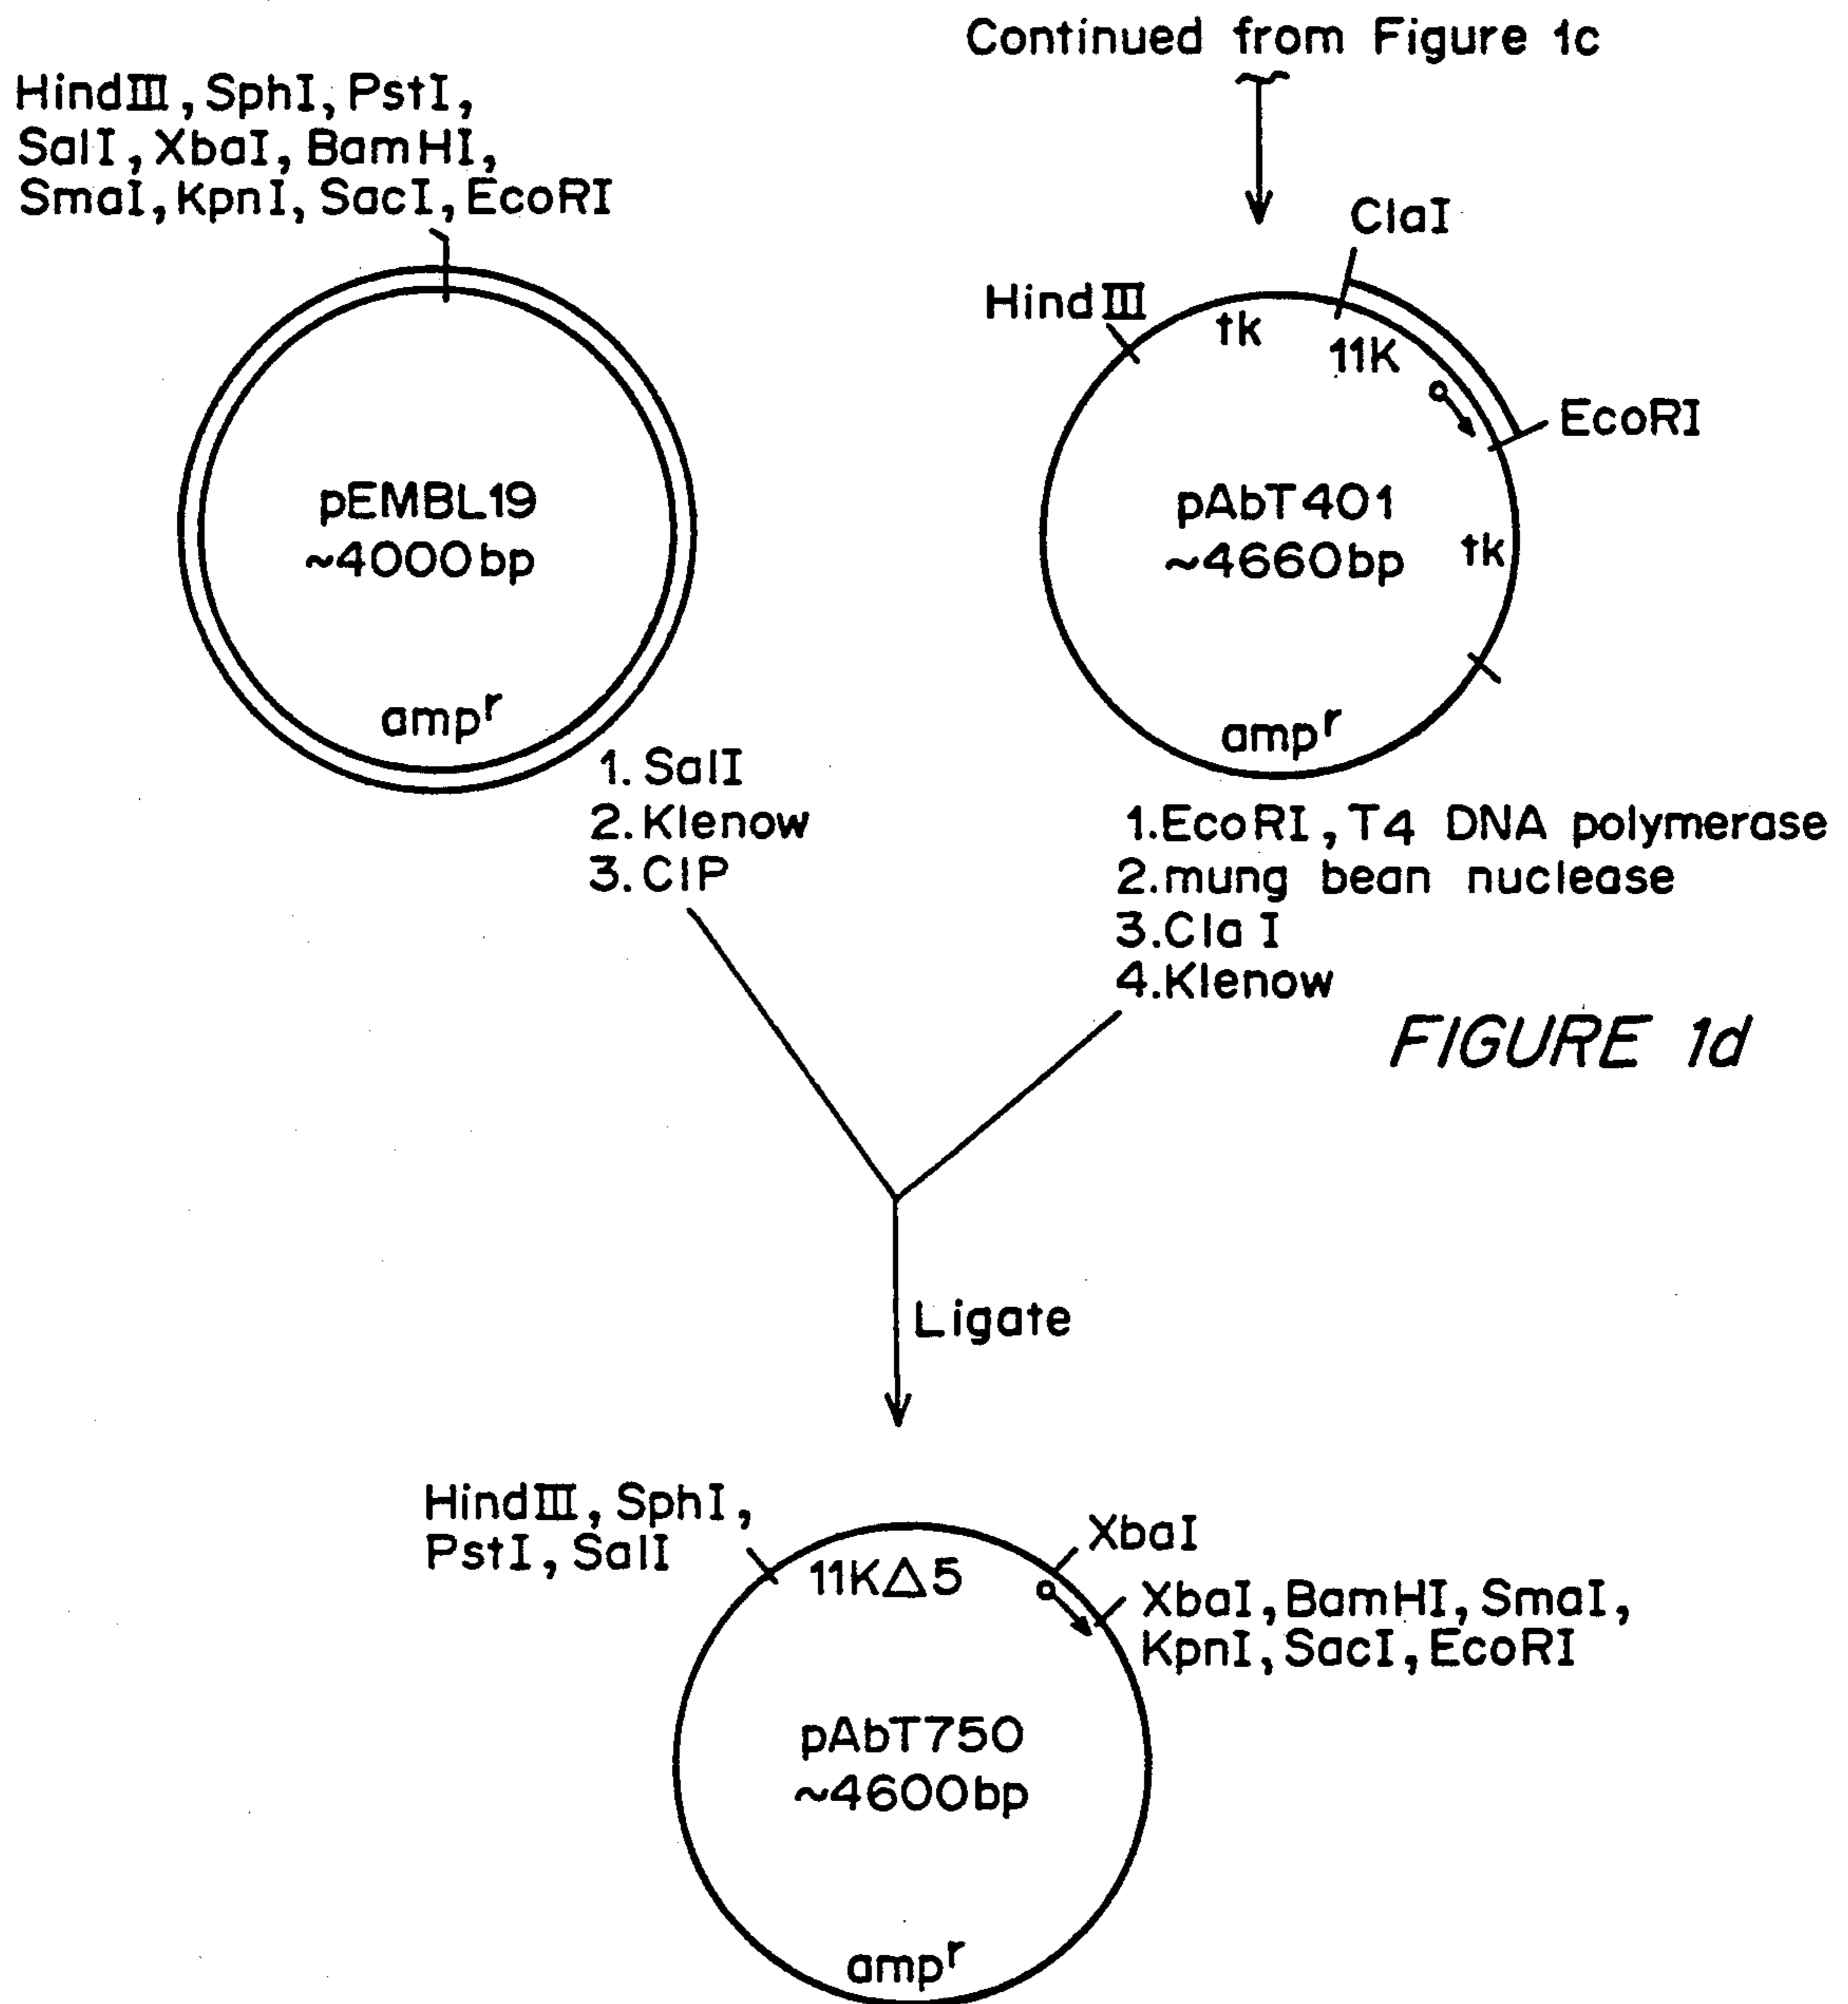 Continued from Figure 1c
HindIII, SphI, PstI,
SalI, XbaI, BamHI,
SmaI, KpnI, SacI, EcoRI
pEMBL19
~4000bp
ampr
ClaI
HindIII
tk
11K
EcoRI
pAbT401
~4660bp
tk
ampr
1. SalI
2. Klenow
3. CIP
1. EcoRI, T4 DNA polymerase
2. mung bean nuclease
3. Cla I
4. Klenow
FIGURE 1d
Ligate
HindIII, SphI,
PstI, SalI
11K△5
XbaI
XbaI, BamHI, SmaI,
KpnI, SacI, EcoRI
pAbT750
~4600bp
ampr